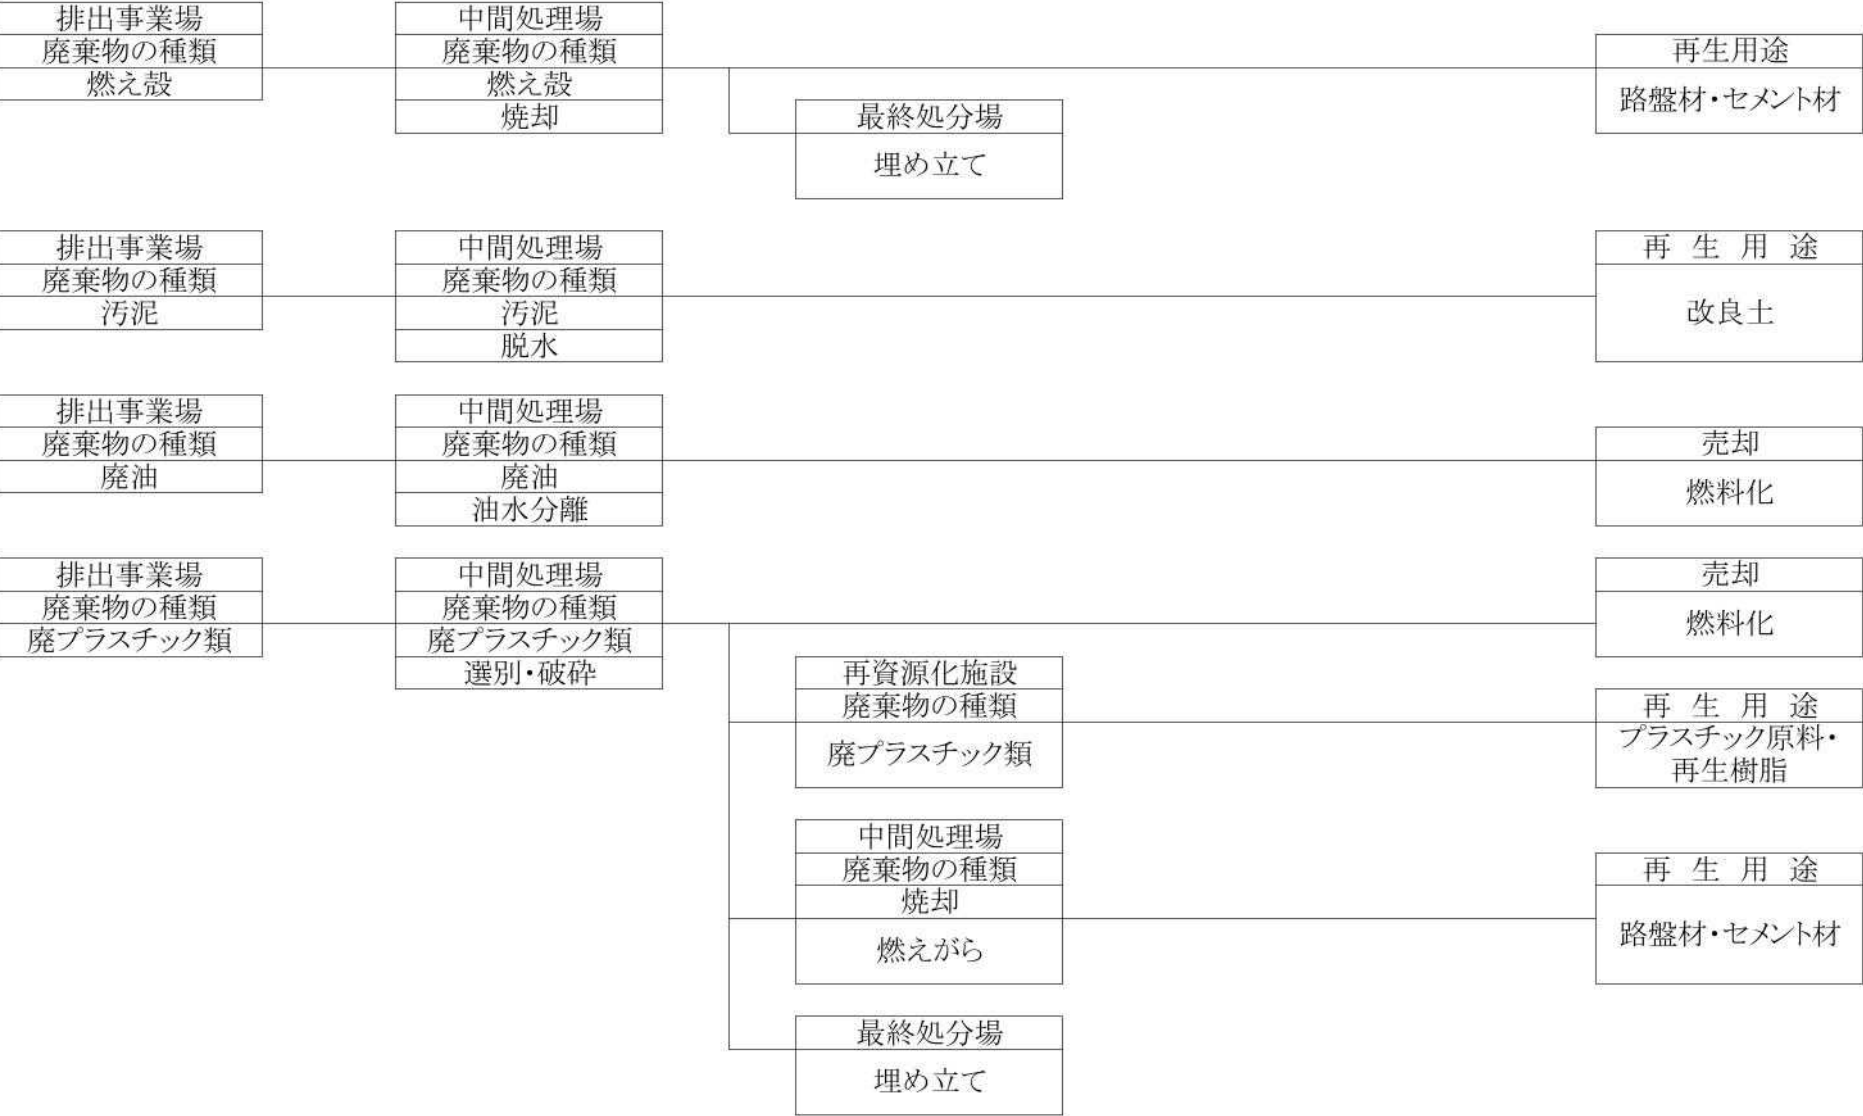 排出事業場
廃棄物の種類
燃え殻
中間処理場
廃棄物の種類
燃え殻
焼却
最終処分場
埋め立て
再生用途
路盤材・セメント材
排出事業場
廃棄物の種類
汚泥
中間処理場
廃棄物の種類
汚泥
脱水
再 生 用 途
改良土
排出事業場
廃棄物の種類
廃油
中間処理場
廃棄物の種類
廃油
油水分離
売却
燃料化
排出事業場
廃棄物の種類
廃プラスチック類
中間処理場
廃棄物の種類
廃プラスチック類
選別・破砕
売却
燃料化
再資源化施設
廃棄物の種類
廃プラスチック類
再 生 用 途
プラスチック原料・
再生樹脂
中間処理場
廃棄物の種類
焼却
燃えがら
再 生 用 途
路盤材・セメント材
最終処分場
埋め立て